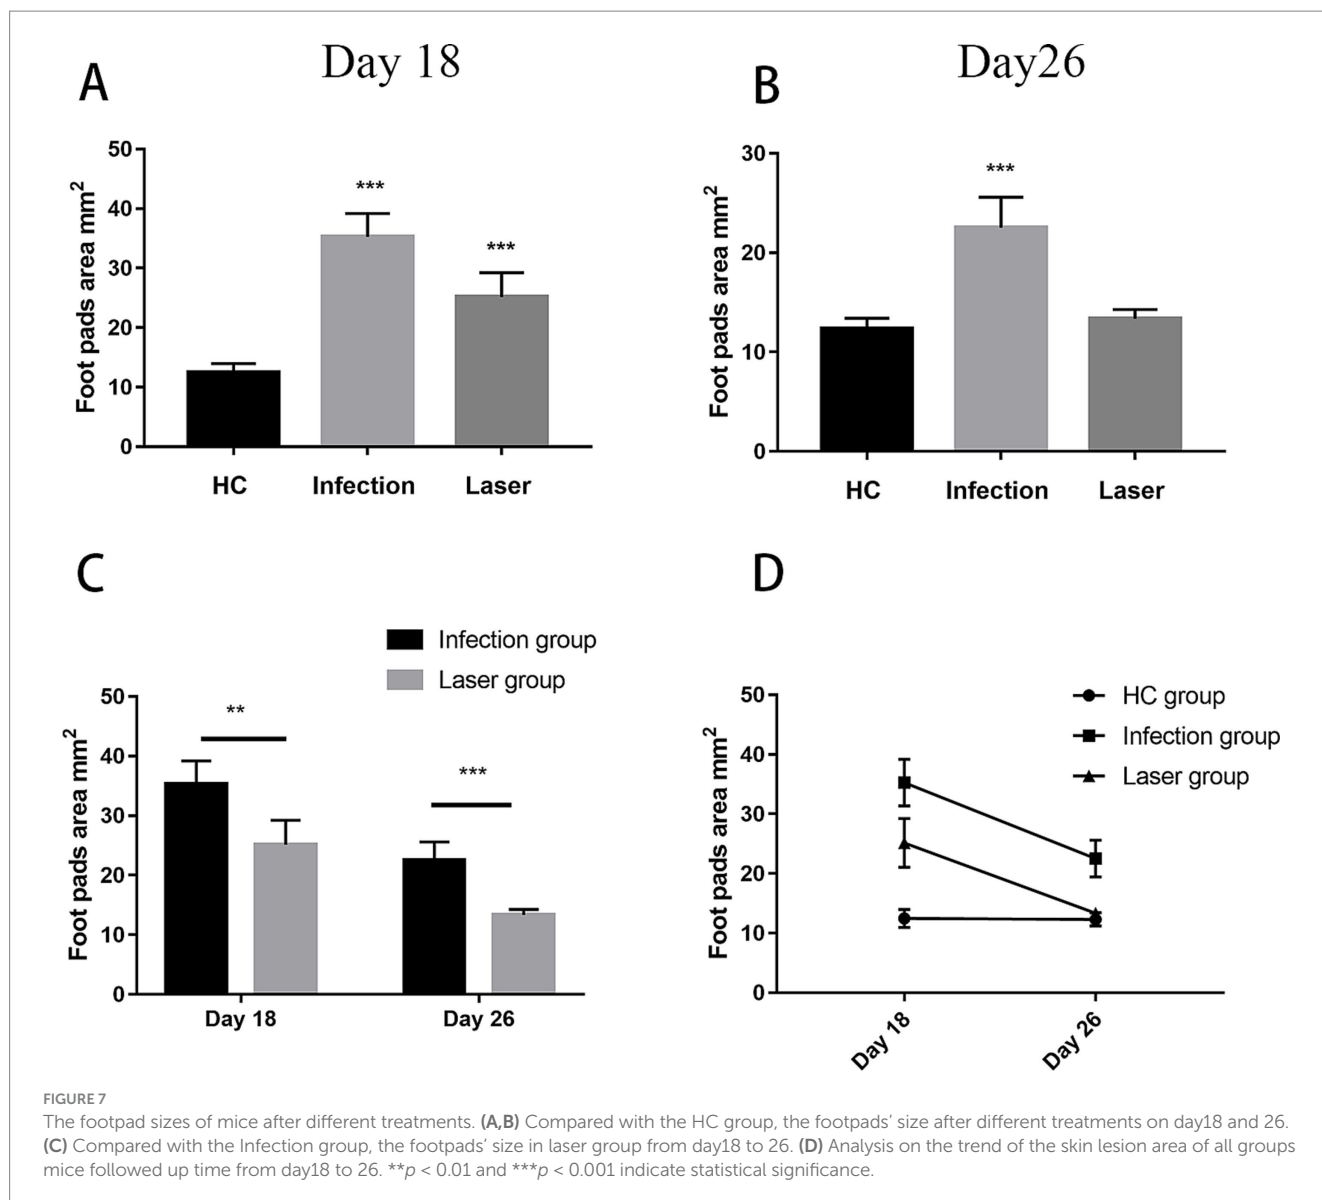 A
Day 18
50
40
30
20
10
0
Foot pads area mm²
***
***
HC
Infection
Laser
B
Day26
30
20
10
0
Foot pads area mm²
***
HC
Infection
Laser
C
Infection group
Laser group
50
40
30
20
10
0
Foot pads area mm²
**
***
Day 18
Day 26
D
HC group
Infection group
Laser group
50
40
30
20
10
0
Foot pads area mm²
Day 18
Day 26
FIGURE 7
The footpad sizes of mice after different treatments. (A,B) Compared with the HC group, the footpads’ size after different treatments on day18 and 26.
(C) Compared with the Infection group, the footpads’ size in laser group from day18 to 26. (D) Analysis on the trend of the skin lesion area of all groups
mice followed up time from day18 to 26. **p < 0.01 and ***p < 0.001 indicate statistical significance.